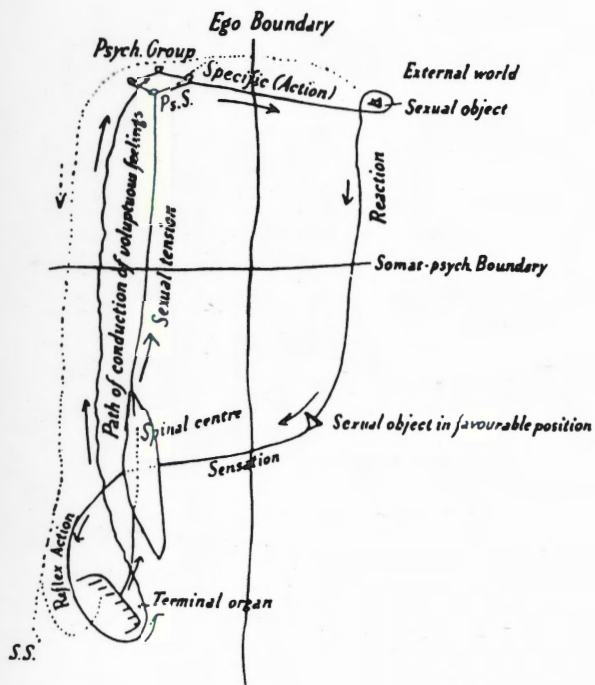 Ego Boundary
Psych. Group
Specific (Action)
External world
Ps.S.
Sexual object
Path of conduction of voluptuous feelings
Sexual tension
Reaction
Somat-psych. Boundary
Spinal centre
Sexual object in favourable position
Sensation
Reflex Action
Terminal organ
S.S.